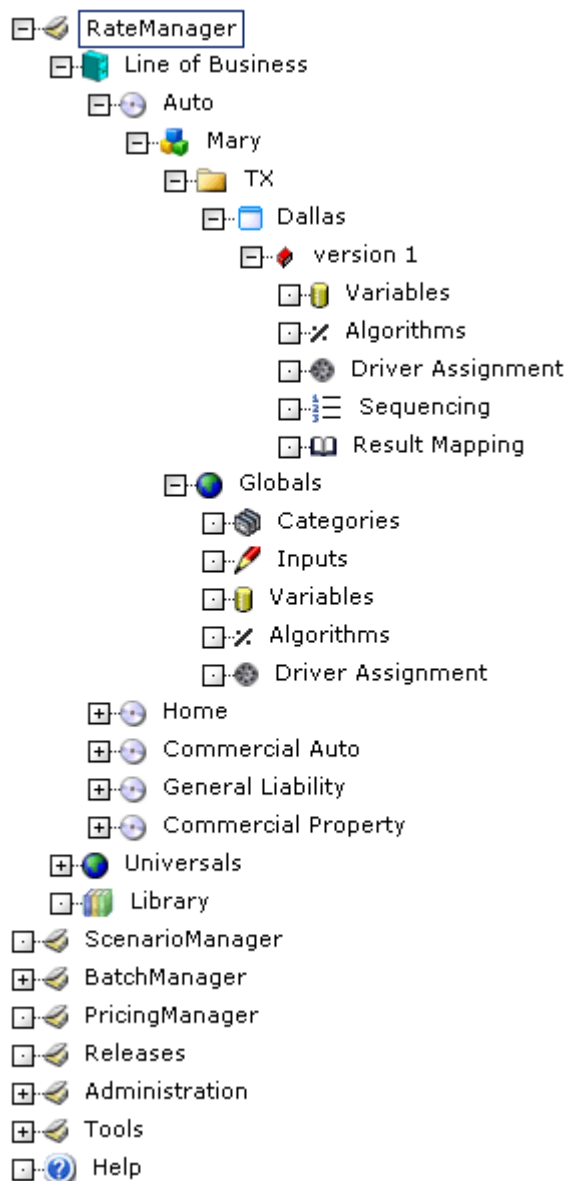 RateManager
Line of Business
Auto
Mary
TX
Dallas
version 1
Variables
Algorithms
Driver Assignment
Sequencing
Result Mapping
Globals
Categories
Inputs
Variables
Algorithms
Driver Assignment
Home
Commercial Auto
General Liability
Commercial Property
Universals
Library
ScenarioManager
BatchManager
PricingManager
Releases
Administration
Tools
Help